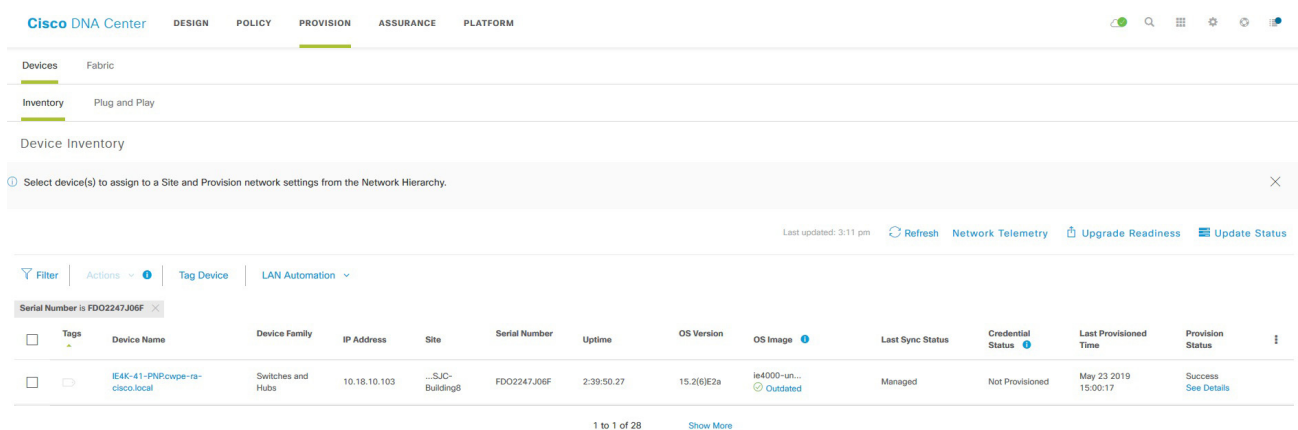 Cisco DNA Center DESIGN POLICY PROVISION ASSURANCE PLATFORM
Devices Fabric
Inventory Plug and Play
Device Inventory
Select device(s) to assign to a Site and Provision network settings from the Network Hierarchy.
Last updated: 3:11 pm Refresh Network Telemetry Upgrade Readiness Update Status
Filter Actions Tag Device LAN Automation
Serial Number is FDO2247J06F
Tags Device Name Device Family IP Address Site Serial Number Uptime OS Version OS Image Last Sync Status Credential Status Last Provisioned Time Provision Status
IE4K-41-PNP.cwpe-ra- Switches and 10.18.10.103 ...SJC- FDO2247J06F 2:39:50.27 15.2(6)E2a ie4000-un... Managed Not Provisioned May 23 2019 Success
cisco.local Hubs Building8 Outdated 15:00:17 See Details
1 to 1 of 28 Show More